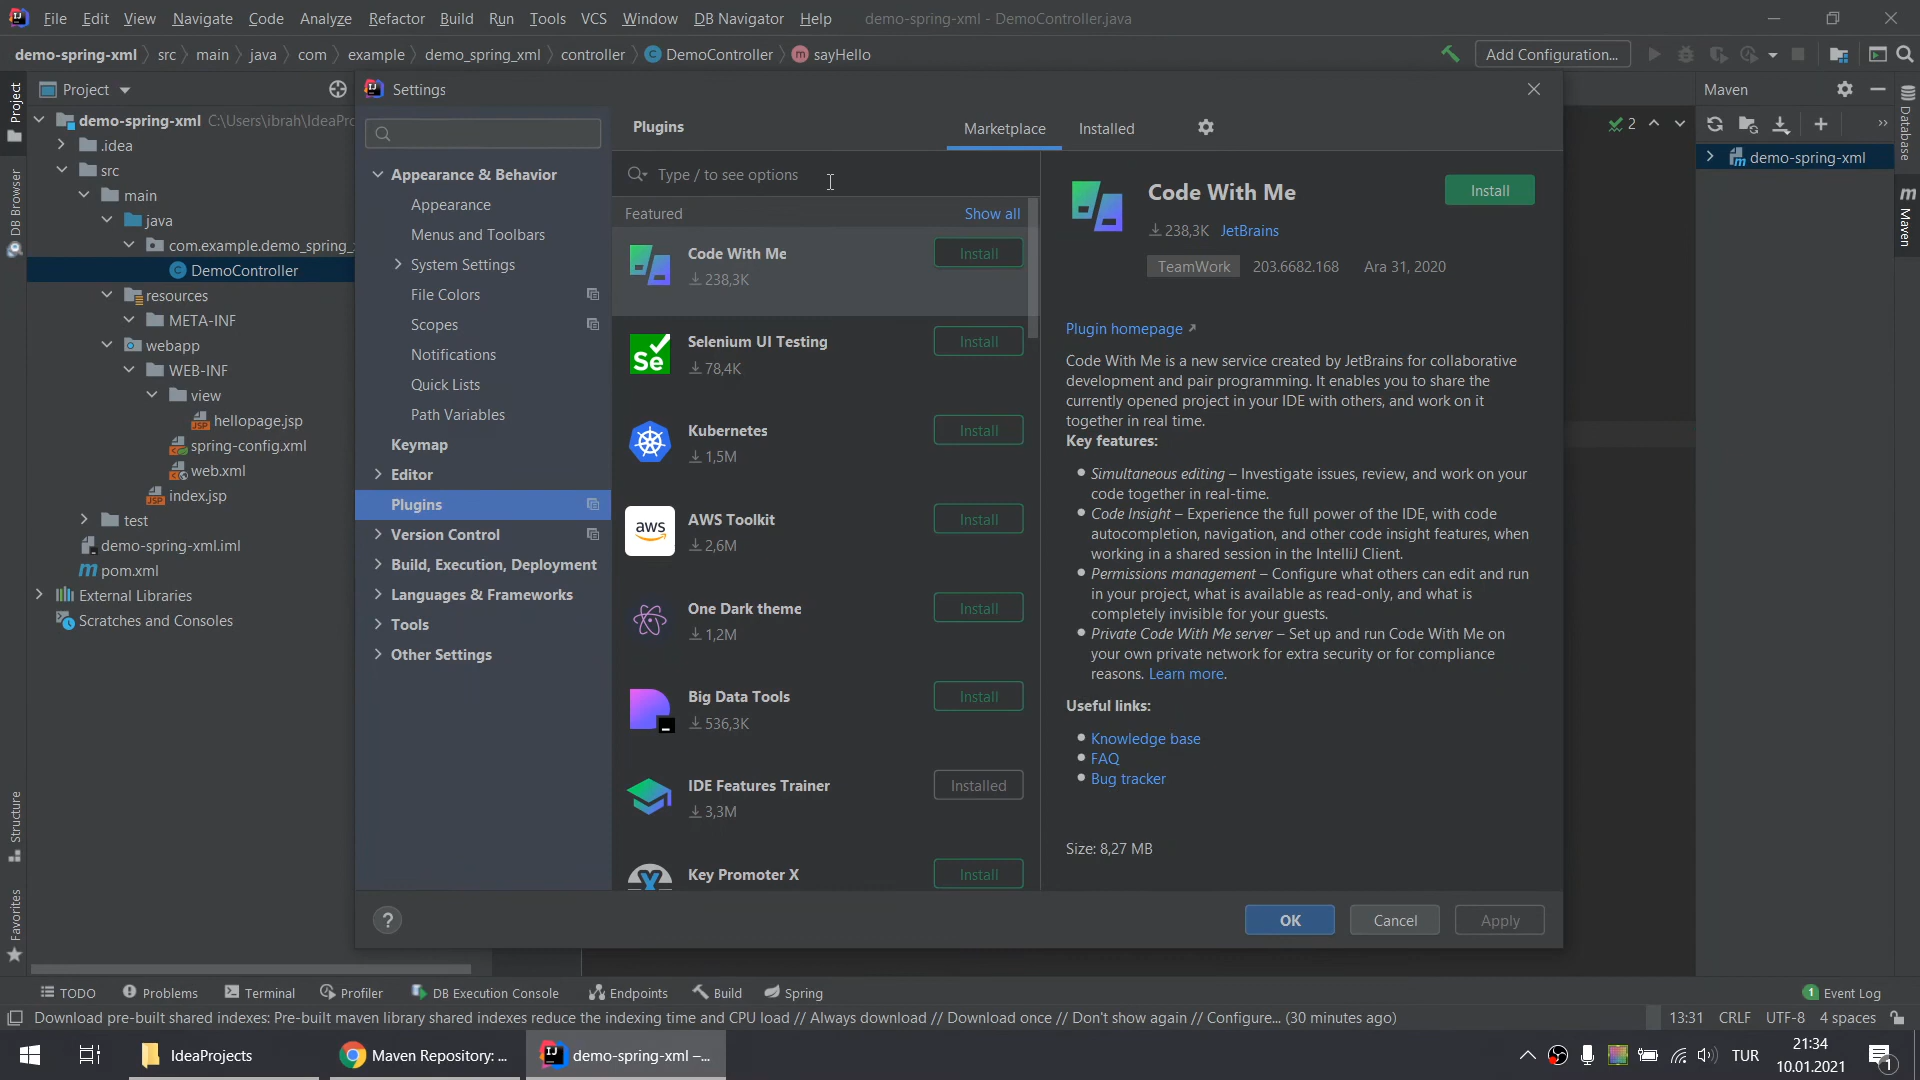 File Edit View Navigate Code Analyze Refactor Build Run Tools VCS Window DB Navigator Help demo-spring-xml - DemoController.java
demo-spring-xml src main java com example demo_spring_xml controller DemoController sayHello Add Configuration...
Project
Settings
Maven
demo-spring-xml C:\Users\ibrah\IdeaPro
.idea
src
main
java
com.example.demo_spring_
DemoController
resources
META-INF
webapp
WEB-INF
view
hellopage.jsp
spring-config.xml
web.xml
index.jsp
test
demo-spring-xml.iml
pom.xml
External Libraries
Scratches and Consoles
Project
DB Browser
Structure
Favorites
Appearance & Behavior
Appearance
Menus and Toolbars
System Settings
File Colors
Scopes
Notifications
Quick Lists
Path Variables
Keymap
Editor
Plugins
Version Control
Build, Execution, Deployment
Languages & Frameworks
Tools
Other Settings
Plugins Marketplace Installed
Type / to see options
Featured Show all
Code With Me Install
238,3K
Selenium UI Testing Install
78,4K
Kubernetes Install
1,5M
AWS Toolkit Install
2,6M
One Dark theme Install
1,2M
Big Data Tools Install
536,3K
IDE Features Trainer Installed
3,3M
Key Promoter X Install
Se
aws
Code With Me Install
238,3K JetBrains
TeamWork 203.6682.168 Ara 31, 2020
Plugin homepage
Code With Me is a new service created by JetBrains for collaborative
development and pair programming. It enables you to share the
currently opened project in your IDE with others, and work on it
together in real time.
Key features:
Simultaneous editing – Investigate issues, review, and work on your
code together in real-time.
Code Insight – Experience the full power of the IDE, with code
autocompletion, navigation, and other code insight features, when
working in a shared session in the IntelliJ Client.
Permissions management – Configure what others can edit and run
in your project, what is available as read-only, and what is
completely invisible for your guests.
Private Code With Me server – Set up and run Code With Me on
your own private network for extra security or for compliance
reasons. Learn more.
Useful links:
Knowledge base
FAQ
Bug tracker
Size: 8,27 MB
? OK Cancel Apply
2
demo-spring-xml
Database
Maven
TODO Problems Terminal Profiler DB Execution Console Endpoints Build Spring 1 Event Log
Download pre-built shared indexes: Pre-built maven library shared indexes reduce the indexing time and CPU load // Always download // Download once // Don't show again // Configure... (30 minutes ago) 13:31 CRLF UTF-8 4 spaces
IdeaProjects Maven Repository: ... demo-spring-xml –... TUR 21:34
10.01.2021 1